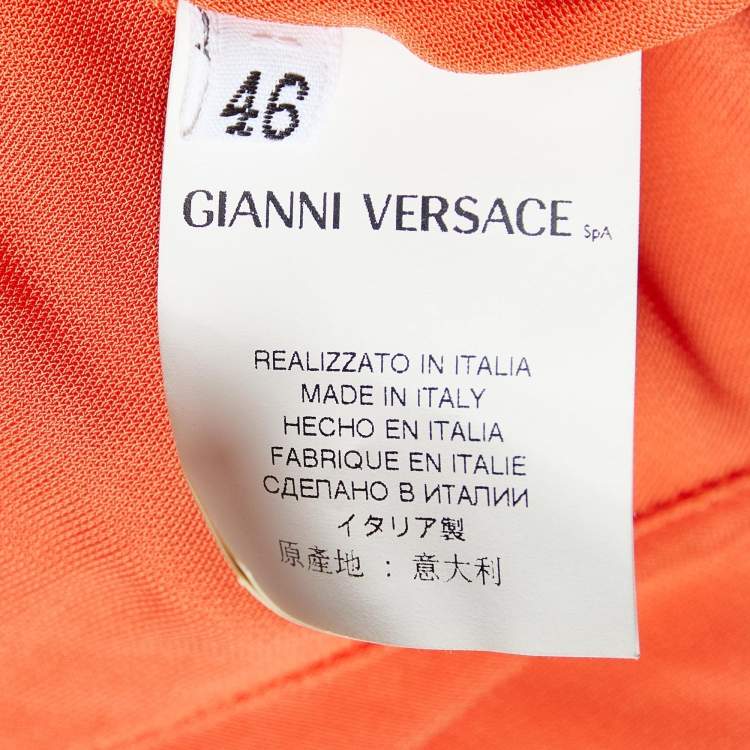 46
GIANNI VERSACE SpA
REALIZZATO IN ITALIA
MADE IN ITALY
HECHO EN ITALIA
FABRIQUE EN ITALIE
СДЕЛАНО В ИТАЛИИ
イタリア製
原產地 : 意大利